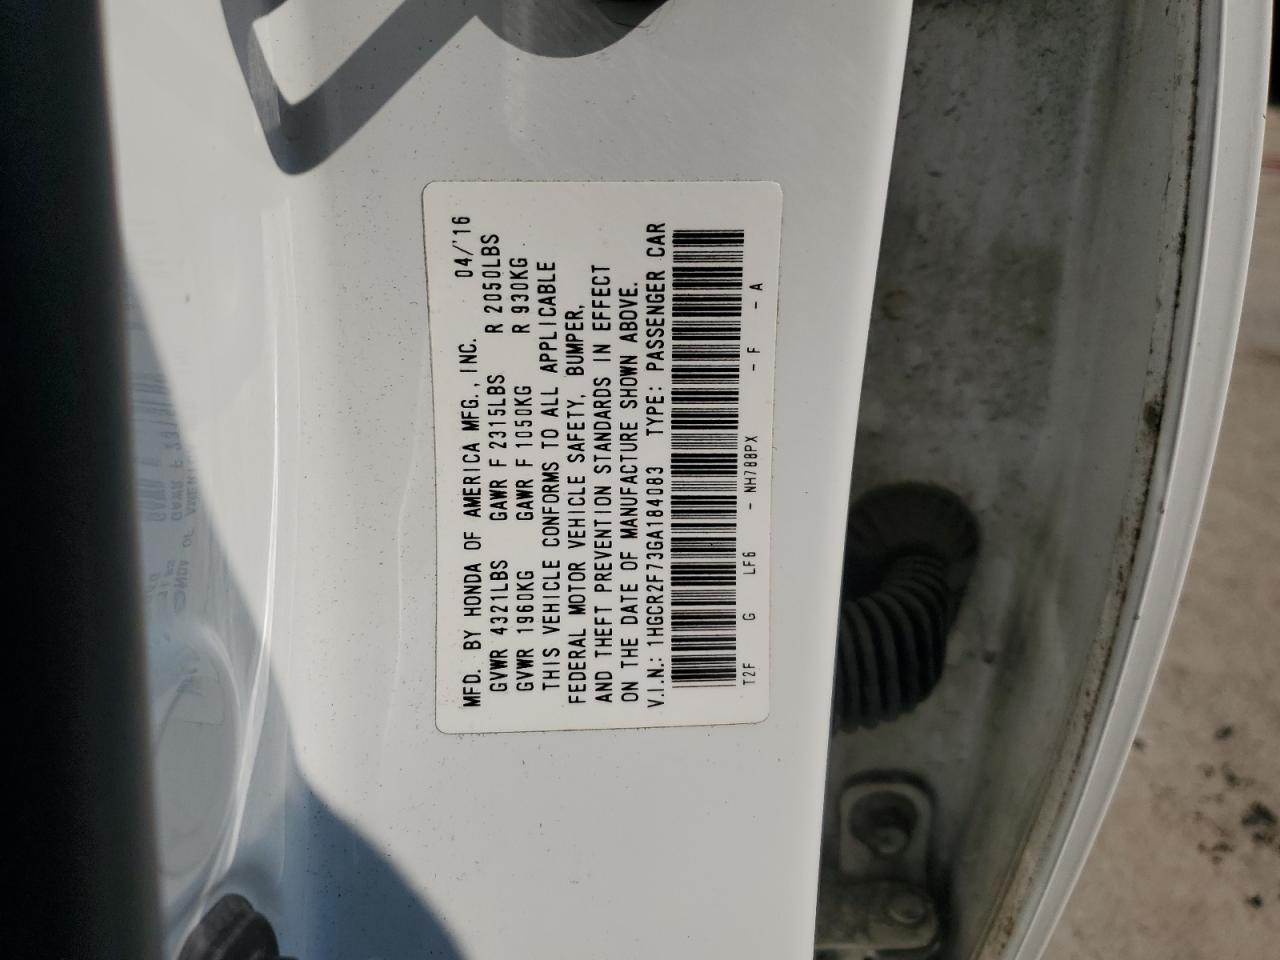 MFD. BY HONDA OF AMERICA MFG., INC. 04/'16
GVWR 4321LBS GAWR F 2315LBS R 2050LBS
GVWR 1960KG GAWR F 1050KG R 930KG
THIS VEHICLE CONFORMS TO ALL APPLICABLE
FEDERAL MOTOR VEHICLE SAFETY, BUMPER,
AND THEFT PREVENTION STANDARDS IN EFFECT
ON THE DATE OF MANUFACTURE SHOWN ABOVE.
V.I.N.: 1HGCR2F73GA184083 TYPE: PASSENGER CAR
T2F G LF6 - NH788PX - F - A